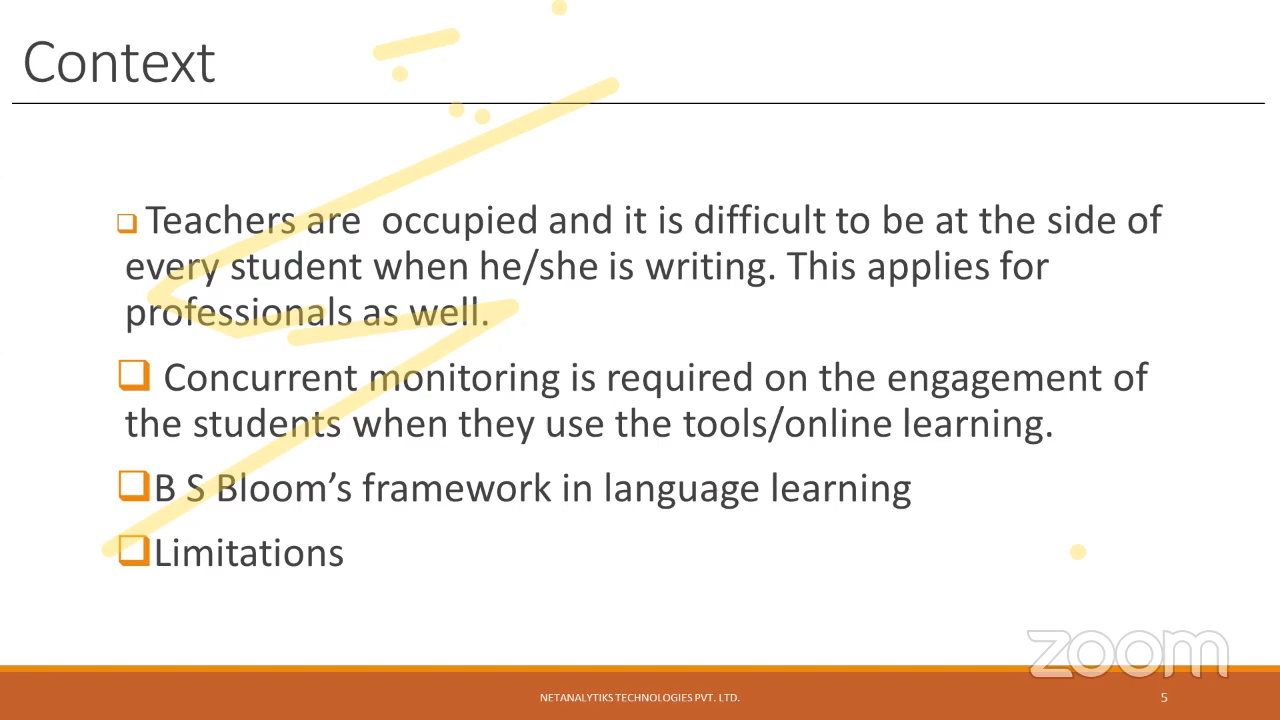 Context
Teachers are occupied and it is difficult to be at the side of
every student when he/she is writing. This applies for
professionals as well.
Concurrent monitoring is required on the engagement of
the students when they use the tools/online learning.
B S Bloom’s framework in language learning
Limitations
zoom
NETANALYTIKS TECHNOLOGIES PVT. LTD.
5